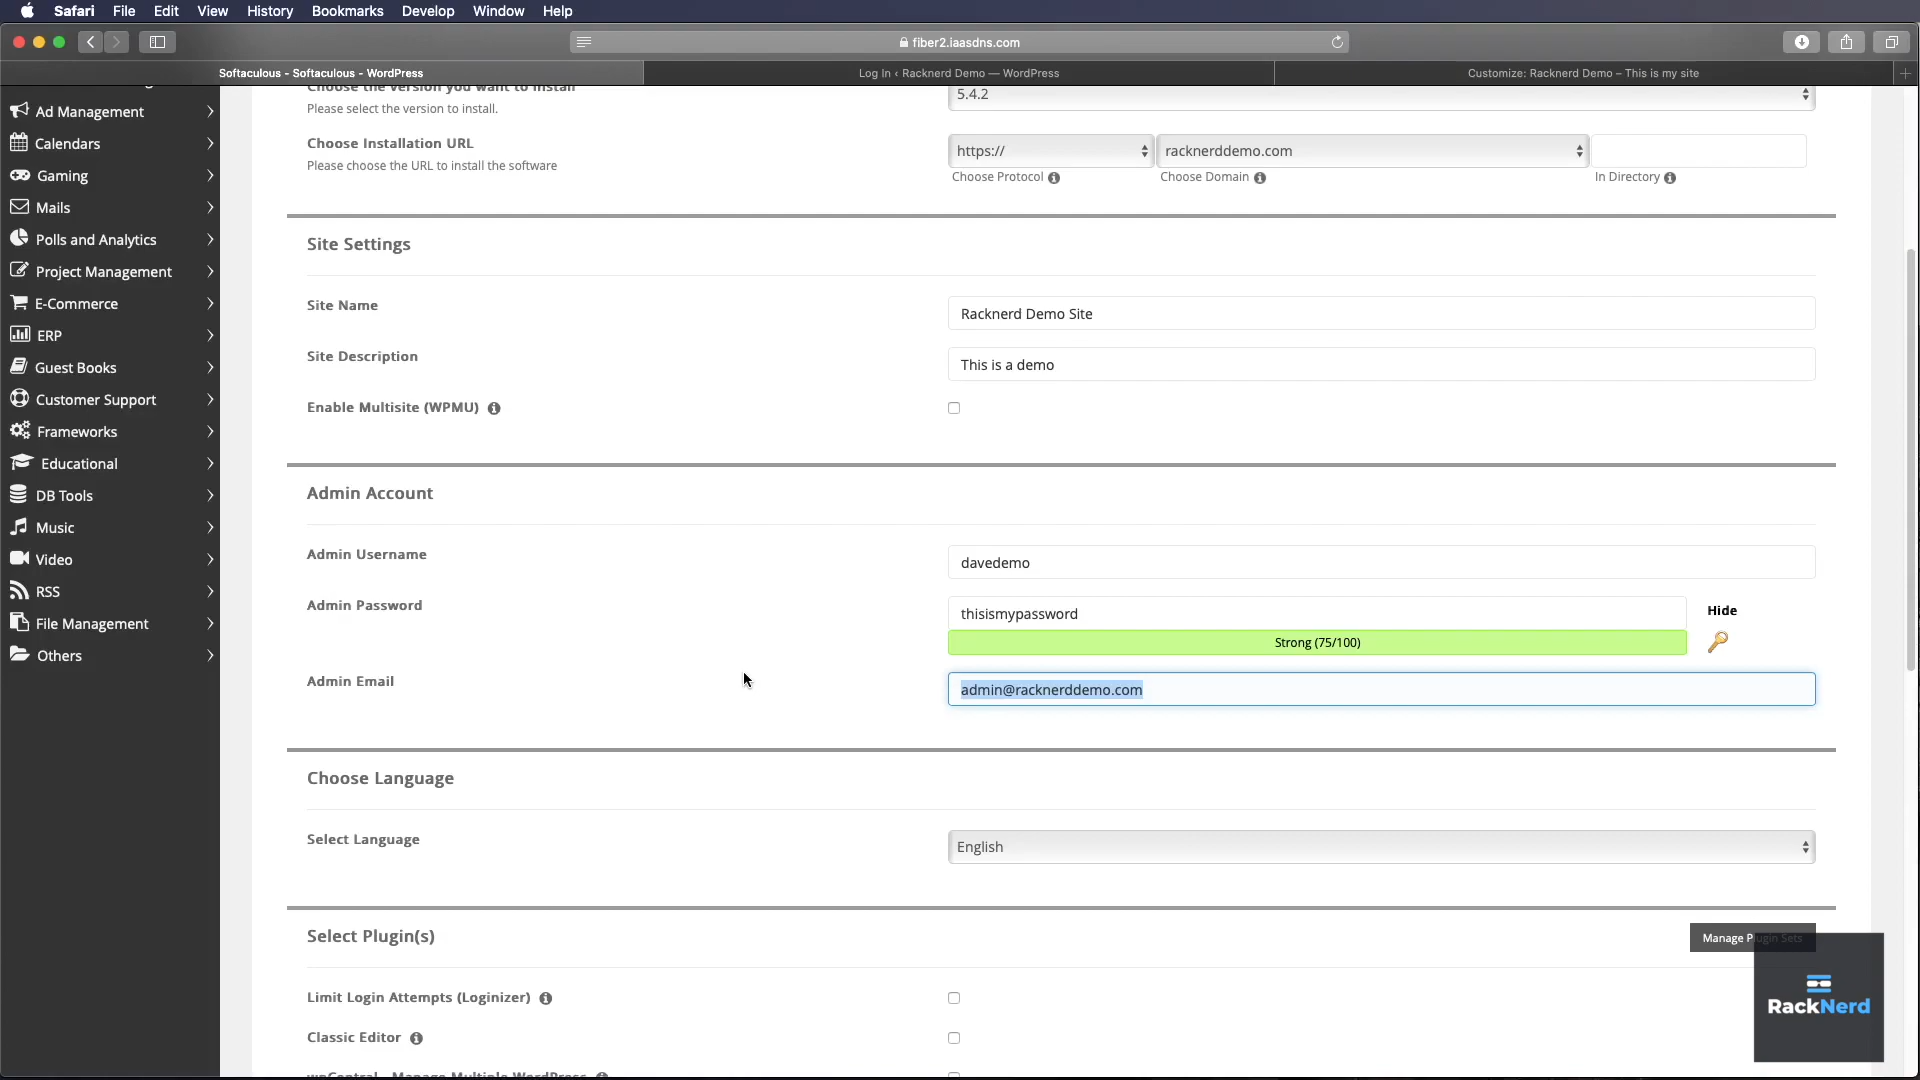 Safari File Edit View History Bookmarks Develop Window Help
fiber2.iaasdns.com
Softaculous - Softaculous - WordPress
Log In ‹ Racknerd Demo — WordPress
Customize: Racknerd Demo – This is my site
Ad Management
Calendars
Gaming
Mails
Polls and Analytics
Project Management
E-Commerce
ERP
Guest Books
Customer Support
Frameworks
Educational
DB Tools
Music
Video
RSS
File Management
Others
Choose the version you want to install
Please select the version to install.
5.4.2
Choose Installation URL
Please choose the URL to install the software
https://
racknerddemo.com
Choose Protocol
Choose Domain
In Directory
Site Settings
Site Name
Racknerd Demo Site
Site Description
This is a demo
Enable Multisite (WPMU)
Admin Account
Admin Username
davedemo
Admin Password
thisismypassword
Hide
Strong (75/100)
Admin Email
admin@racknerddemo.com
Choose Language
Select Language
English
Select Plugin(s)
Manage Plugin Sets
Limit Login Attempts (Loginizer)
Classic Editor
wpCentral - Manage Multiple WordPress
RackNerd